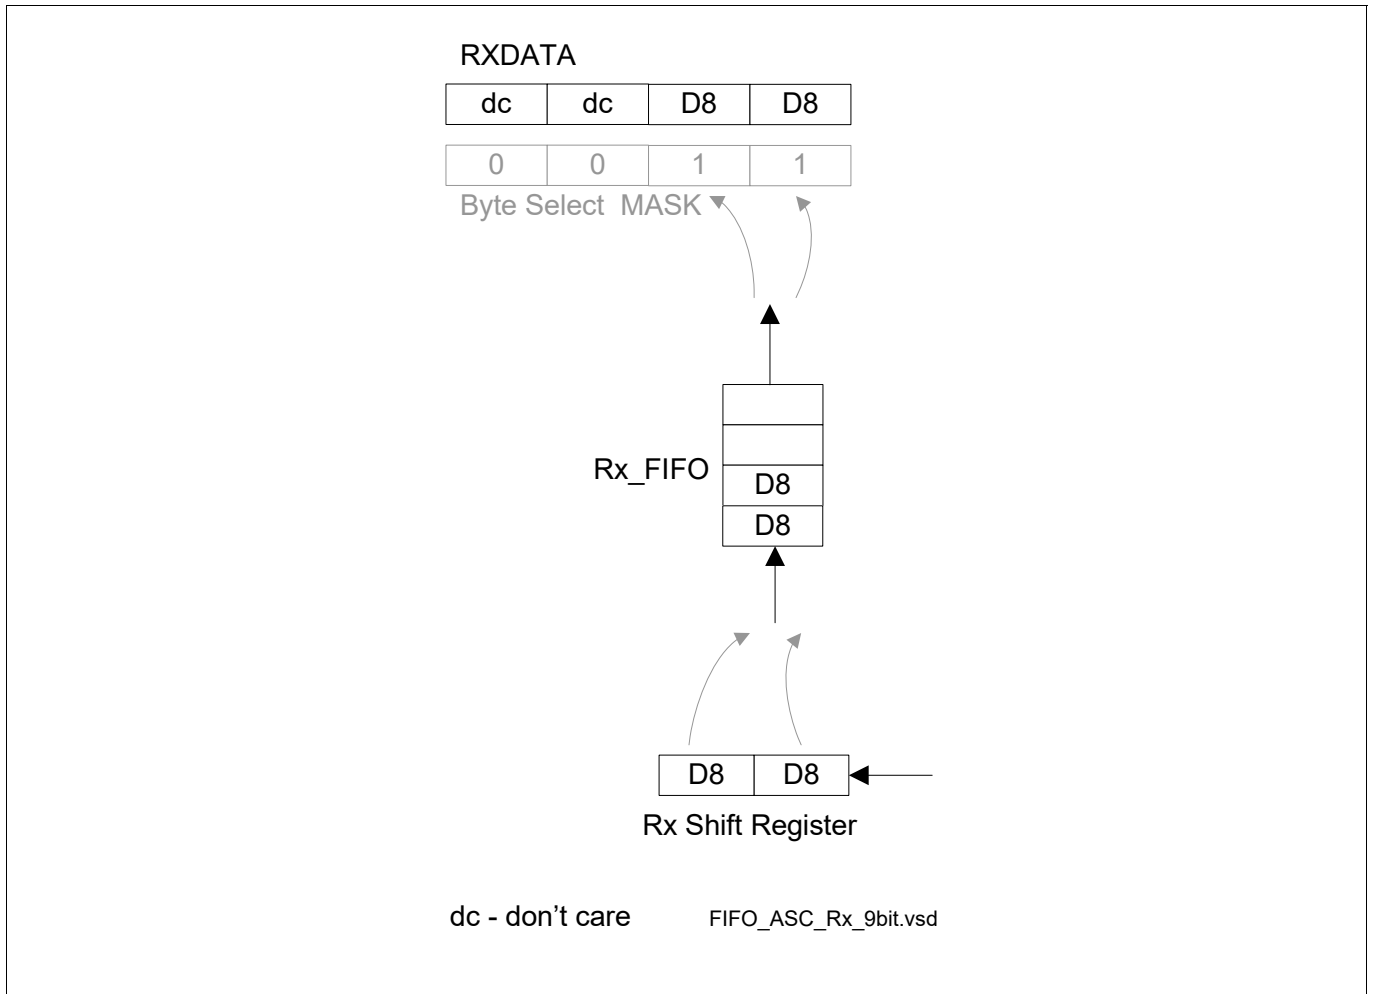 RXDATA
dc dc D8 D8
0 0 1 1
Byte Select MASK
Rx_FIFO
D8
D8
D8 D8
Rx Shift Register
dc - don't care FIFO_ASC_Rx_9bit.vsd